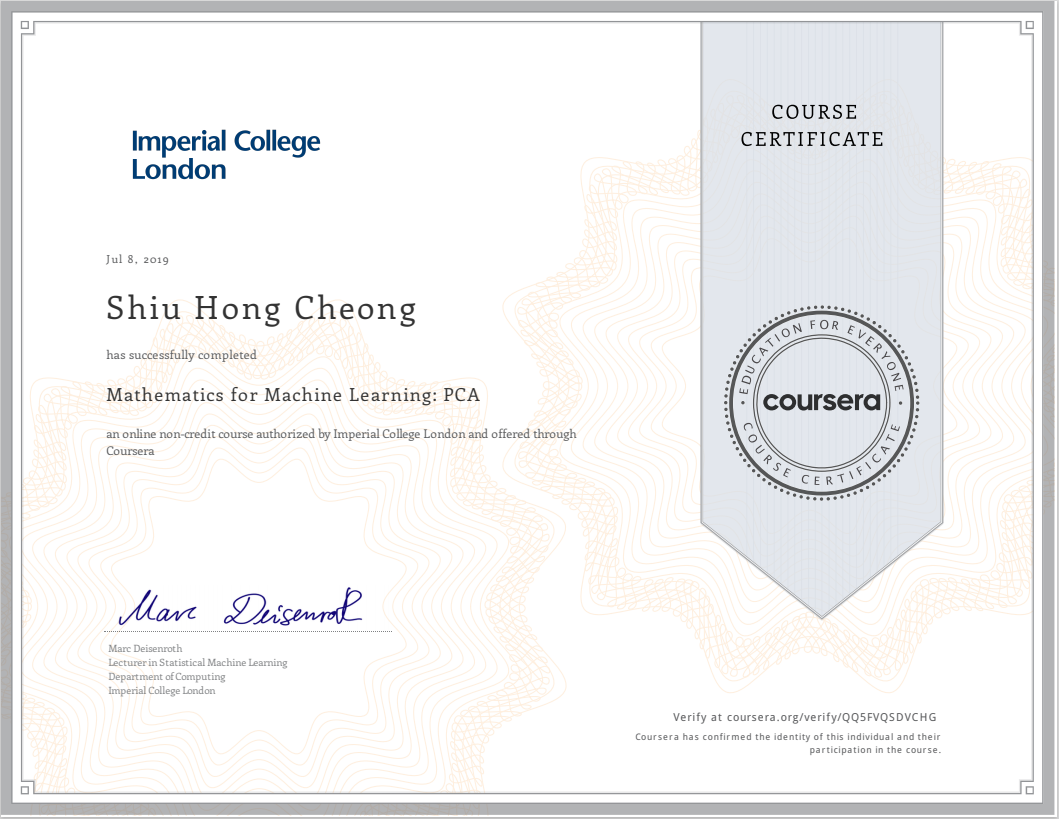 Imperial College
London
COURSE
CERTIFICATE
Jul 8, 2019
Shiu Hong Cheong
has successfully completed
Mathematics for Machine Learning: PCA
an online non-credit course authorized by Imperial College London and offered through
Coursera
EDUCATION FOR EVERYONE
coursera
COURSE CERTIFICATE
Marc Deisenroth
Marc Deisenroth
Lecturer in Statistical Machine Learning
Department of Computing
Imperial College London
Verify at coursera.org/verify/QQ5FVQSDVCHG
Coursera has confirmed the identity of this individual and their
participation in the course.